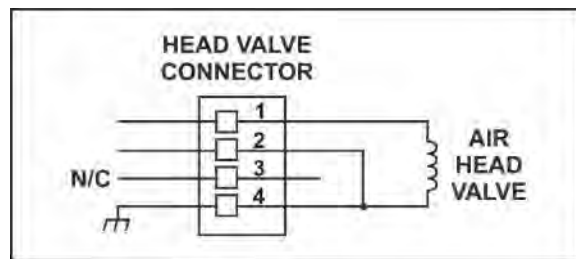 HEAD VALVE
CONNECTOR
1
2
3
4
N/C
AIR
HEAD
VALVE